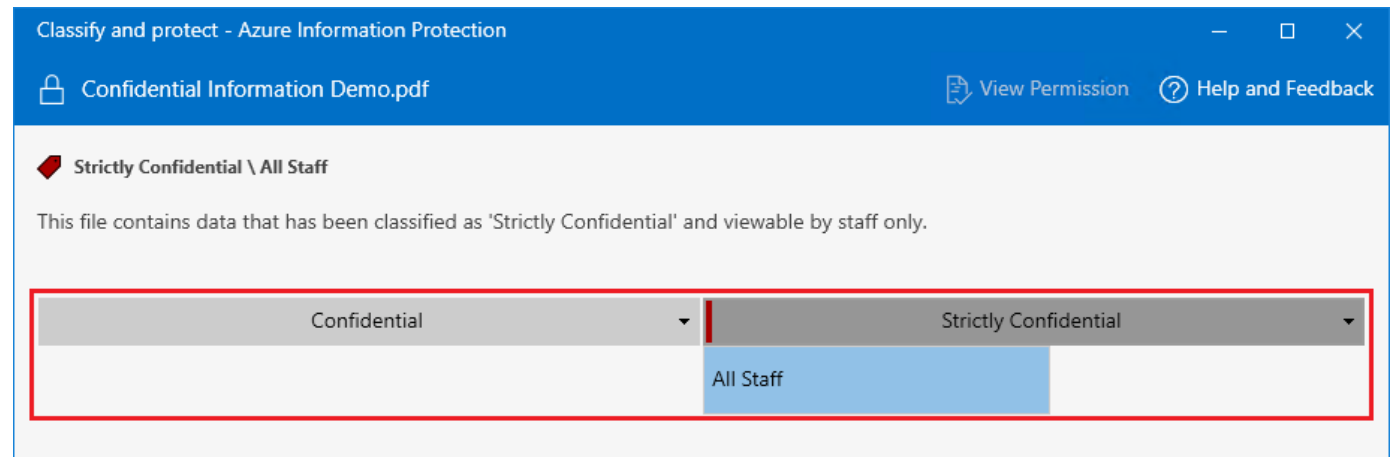 Classify and protect - Azure Information Protection
Confidential Information Demo.pdf View Permission Help and Feedback
Strictly Confidential \ All Staff
This file contains data that has been classified as 'Strictly Confidential' and viewable by staff only.
Confidential Strictly Confidential
All Staff